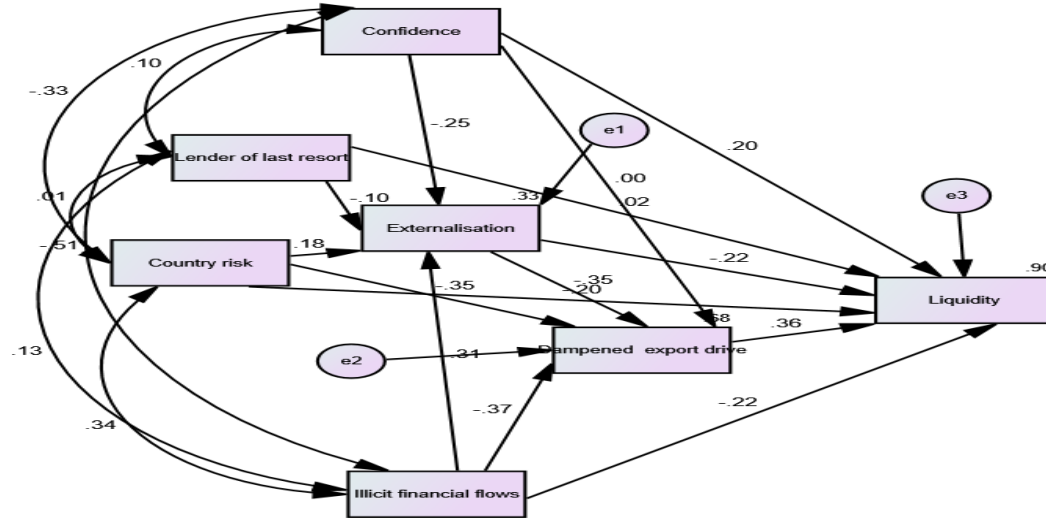 Confidence
.10
-.33
-.25
e1
Lender of last resort
.20
.00
.01
-.10
.33
.02
e3
Externalisation
-.51
.18
Country risk
-.22
.90
-.35
-.35
-.20
Liquidity
.68
.36
.13
e2
.31
Dampened export drive
-.37
-.22
.34
Illicit financial flows